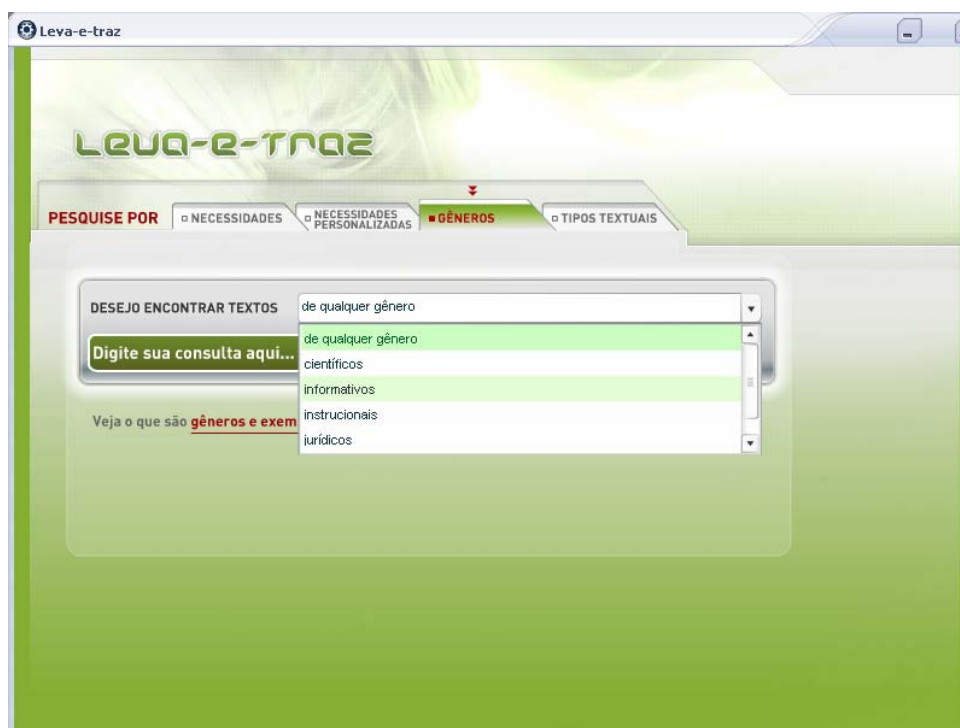 Leva-e-traz
Leva-e-Traz
PESQUISE POR
NECESSIDADES
NECESSIDADES
PERSONALIZADAS
GÊNEROS
TIPOS TEXTUAIS
DESEJO ENCONTRAR TEXTOS
de qualquer gênero
Digite sua consulta aqui...
de qualquer gênero
científicos
informativos
instrucionais
jurídicos
Veja o que são gêneros e exem